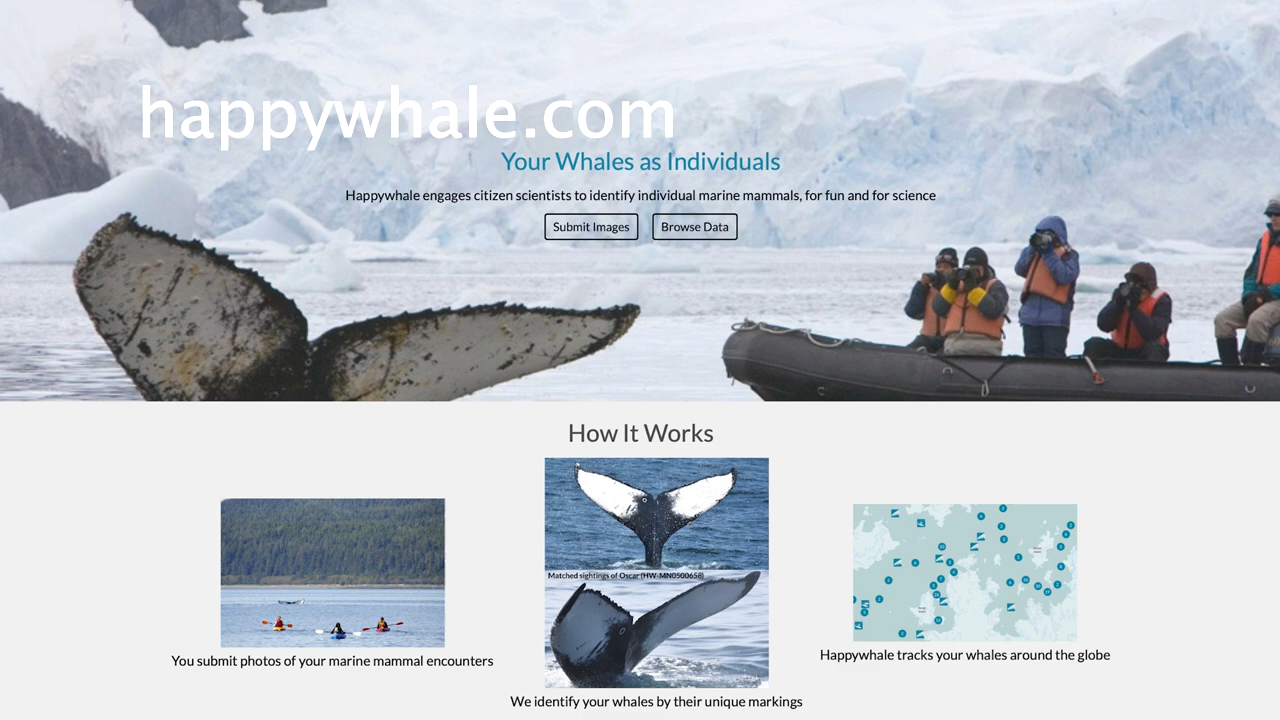 happywhale.com
Your Whales as Individuals
Happywhale engages citizen scientists to identify individual marine mammals, for fun and for science
Submit Images
Browse Data
How It Works
Matched sightings of Oscar (HW-MN0500658)
You submit photos of your marine mammal encounters
We identify your whales by their unique markings
Happywhale tracks your whales around the globe